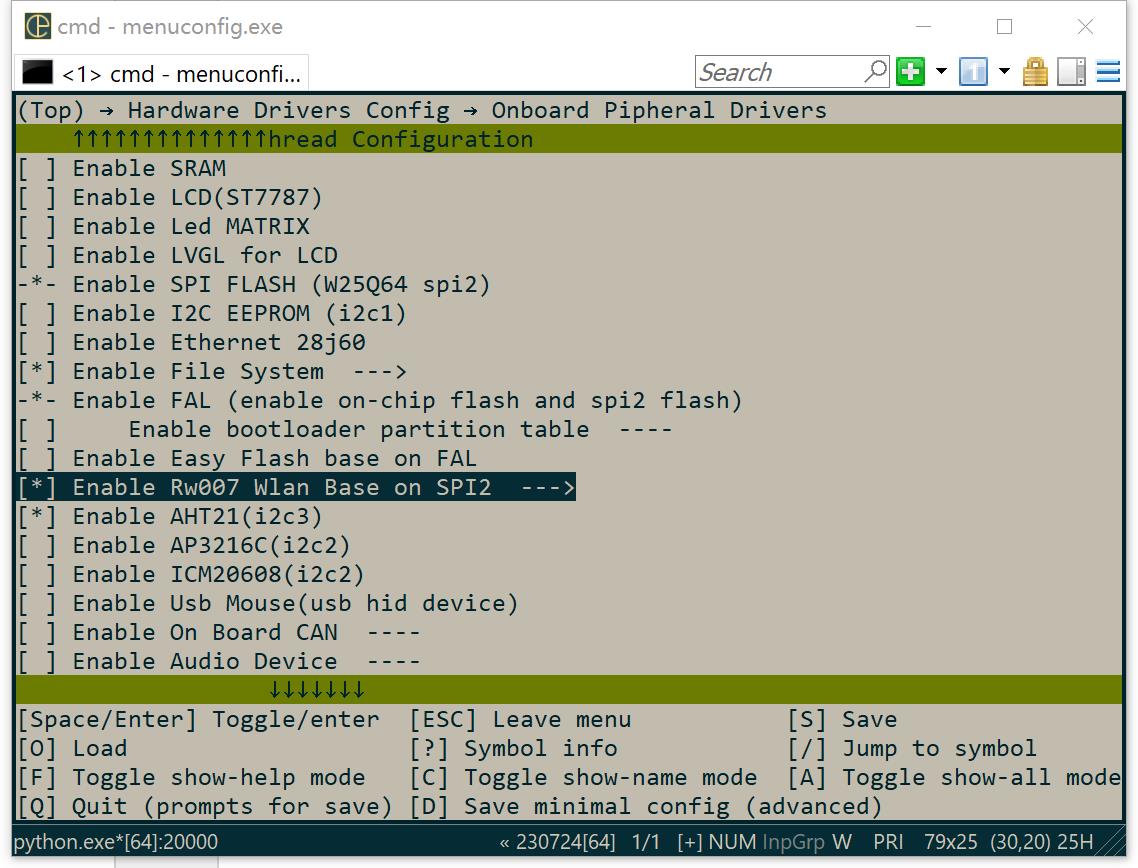 cmd - menuconfig.exe
<1> cmd - menuconfi...
Search
1
(Top) → Hardware Drivers Config → Onboard Pipheral Drivers
↑↑↑↑↑↑↑↑↑↑↑↑↑↑hread Configuration
[ ] Enable SRAM
[ ] Enable LCD(ST7787)
[ ] Enable Led MATRIX
[ ] Enable LVGL for LCD
-*- Enable SPI FLASH (W25Q64 spi2)
[ ] Enable I2C EEPROM (i2c1)
[ ] Enable Ethernet 28j60
[*] Enable File System  --->
-*- Enable FAL (enable on-chip flash and spi2 flash)
[ ]     Enable bootloader partition table  ----
[ ] Enable Easy Flash base on FAL
[*] Enable Rw007 Wlan Base on SPI2  --->
[*] Enable AHT21(i2c3)
[ ] Enable AP3216C(i2c2)
[ ] Enable ICM20608(i2c2)
[ ] Enable Usb Mouse(usb hid device)
[ ] Enable On Board CAN  ----
[ ] Enable Audio Device  ----
↓↓↓↓↓↓↓
[Space/Enter] Toggle/enter  [ESC] Leave menu  [S] Save
[O] Load  [?] Symbol info  [/] Jump to symbol
[F] Toggle show-help mode  [C] Toggle show-name mode  [A] Toggle show-all mode
[Q] Quit (prompts for save) [D] Save minimal config (advanced)
python.exe*[64]:20000  « 230724[64]  1/1  [+] NUM InpGrp W  PRI  79x25  (30,20) 25H